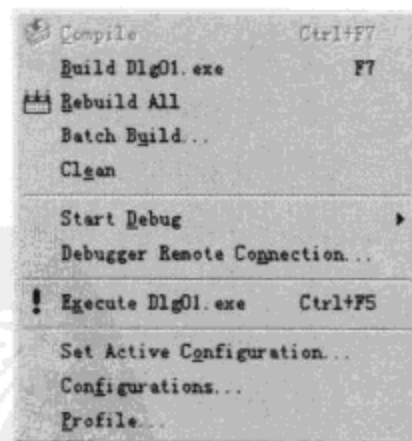 Compile Ctrl+F7
Build Dlg01.exe F7
Rebuild All
Batch Build...
Clean
Start Debug
Debugger Remote Connection...
Execute Dlg01.exe Ctrl+F5
Set Active Configuration...
Configurations...
Profile...